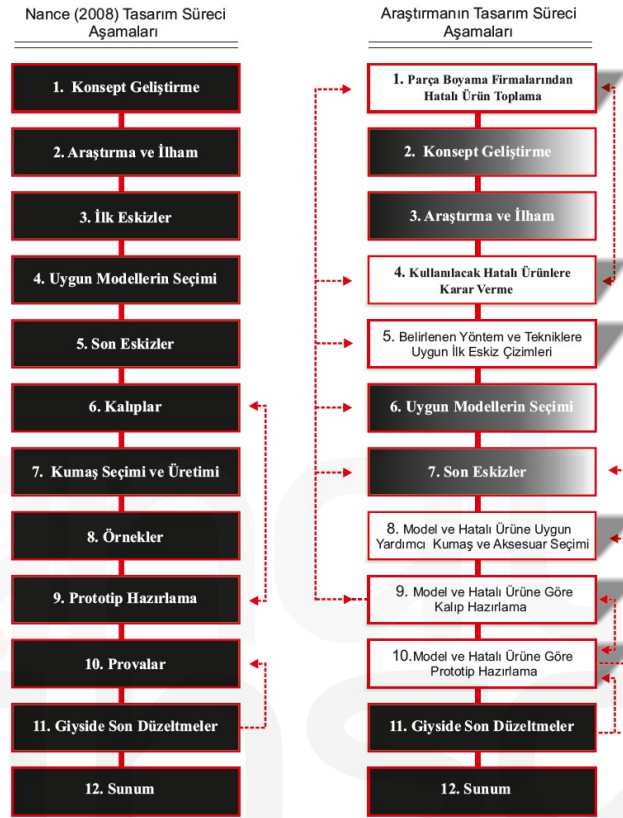 Nance (2008) Tasarım Süreci
Aşamaları
1. Konsept Geliştirme
2. Araştırma ve İlham
3. İlk Eskizler
4. Uygun Modellerin Seçimi
5. Son Eskizler
6. Kalıplar
7. Kumaş Seçimi ve Üretimi
8. Örnekler
9. Prototip Hazırlama
10. Provalar
11. Giyside Son Düzeltmeler
12. Sunum
Araştırmanın Tasarım Süreci
Aşamaları
1. Parça Boyama Firmalarından
Hatalı Ürün Toplama
2. Konsept Geliştirme
3. Araştırma ve İlham
4. Kullanılacak Hatalı Ürünlere
Karar Verme
5. Belirlenen Yöntem ve Tekniklere
Uygun İlk Eskiz Çizimleri
6. Uygun Modellerin Seçimi
7. Son Eskizler
8. Model ve Hatalı Ürüne Uygun
Yardımcı Kumaş ve Aksesuar Seçimi
9. Model ve Hatalı Ürüne Göre
Kalıp Hazırlama
10.Model ve Hatalı Ürüne Göre
Prototip Hazırlama
11. Giyside Son Düzeltmeler
12. Sunum